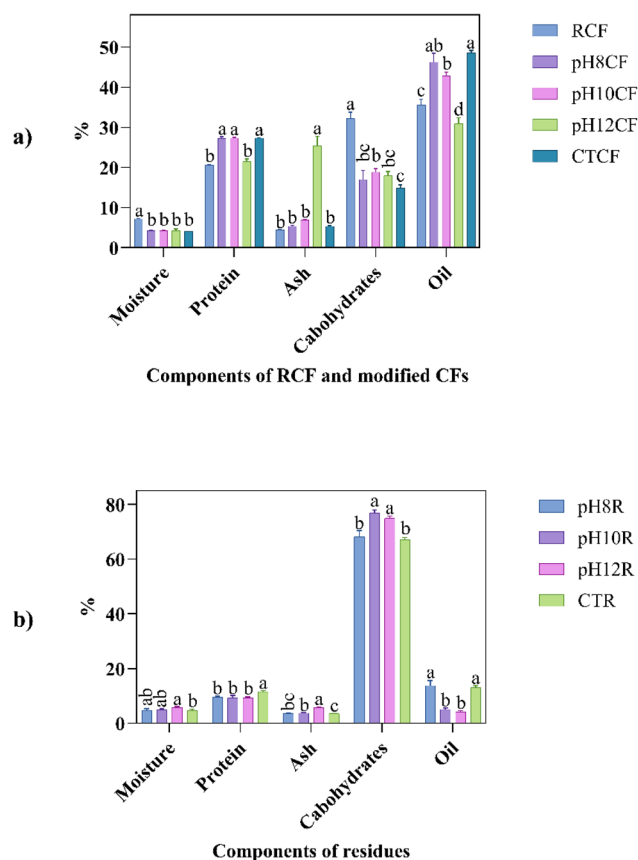 a)
%
50
40
30
20
10
0
a b b b b
b a a b a
b b b a b
a bc b bc c
c ab b d a
Moisture
Protein
Ash
Cabohydrates
Oil
Components of RCF and modified CFs
RCF
pH8CF
pH10CF
pH12CF
CTCF
b)
%
80
60
40
20
0
ab ab a b
b b b a
bc b a c
b a a b
a b b a
Moisture
Protein
Ash
Cabohydrates
Oil
Components of residues
pH8R
pH10R
pH12R
CTR